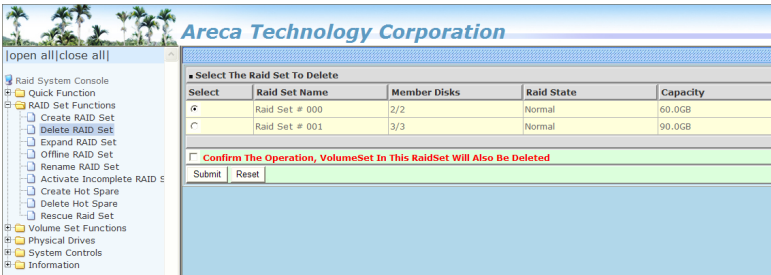 Areca Technology Corporation
|open all|close all|
Raid System Console
Quick Function
RAID Set Functions
Create RAID Set
Delete RAID Set
Expand RAID Set
Offline RAID Set
Rename RAID Set
Activate Incomplete RAID S
Create Hot Spare
Delete Hot Spare
Rescue Raid Set
Volume Set Functions
Physical Drives
System Controls
Information
Select The Raid Set To Delete
Select Raid Set Name Member Disks Raid State Capacity
Raid Set # 000 2/2 Normal 60.0GB
Raid Set # 001 3/3 Normal 90.0GB
Confirm The Operation, VolumeSet In This RaidSet Will Also Be Deleted
Submit Reset